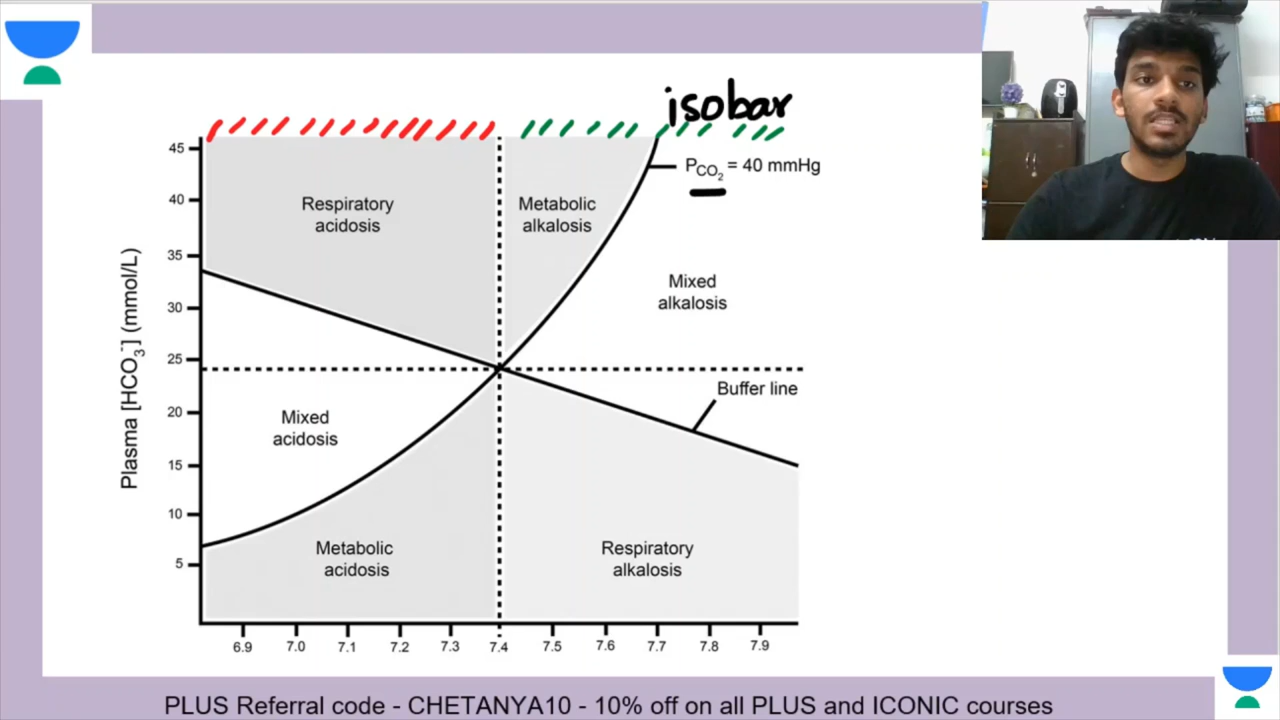 isobar
P_CO2 = 40 mmHg
45
40
35
30
25
20
15
10
5
Plasma [HCO3-] (mmol/L)
Respiratory
acidosis
Metabolic
alkalosis
Mixed
alkalosis
Buffer line
Mixed
acidosis
Metabolic
acidosis
Respiratory
alkalosis
6.9 7.0 7.1 7.2 7.3 7.4 7.5 7.6 7.7 7.8 7.9
PLUS Referral code - CHETANYA10 - 10% off on all PLUS and ICONIC courses